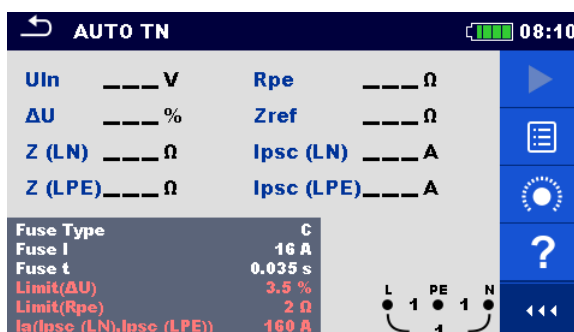 AUTO TN 08:10
Uln ___V Rpe ___Ω
ΔU ___% Zref ___Ω
Z (LN) ___Ω Ipsc (LN) ___A
Z (LPE)___Ω Ipsc (LPE)___A
Fuse Type C
Fuse I 16 A
Fuse t 0.035 s
Limit(ΔU) 3.5 %
Limit(Rpe) 2 Ω
Ia(Ipsc (LN),Ipsc (LPE)) 160 A
L PE N
1 1
1
?